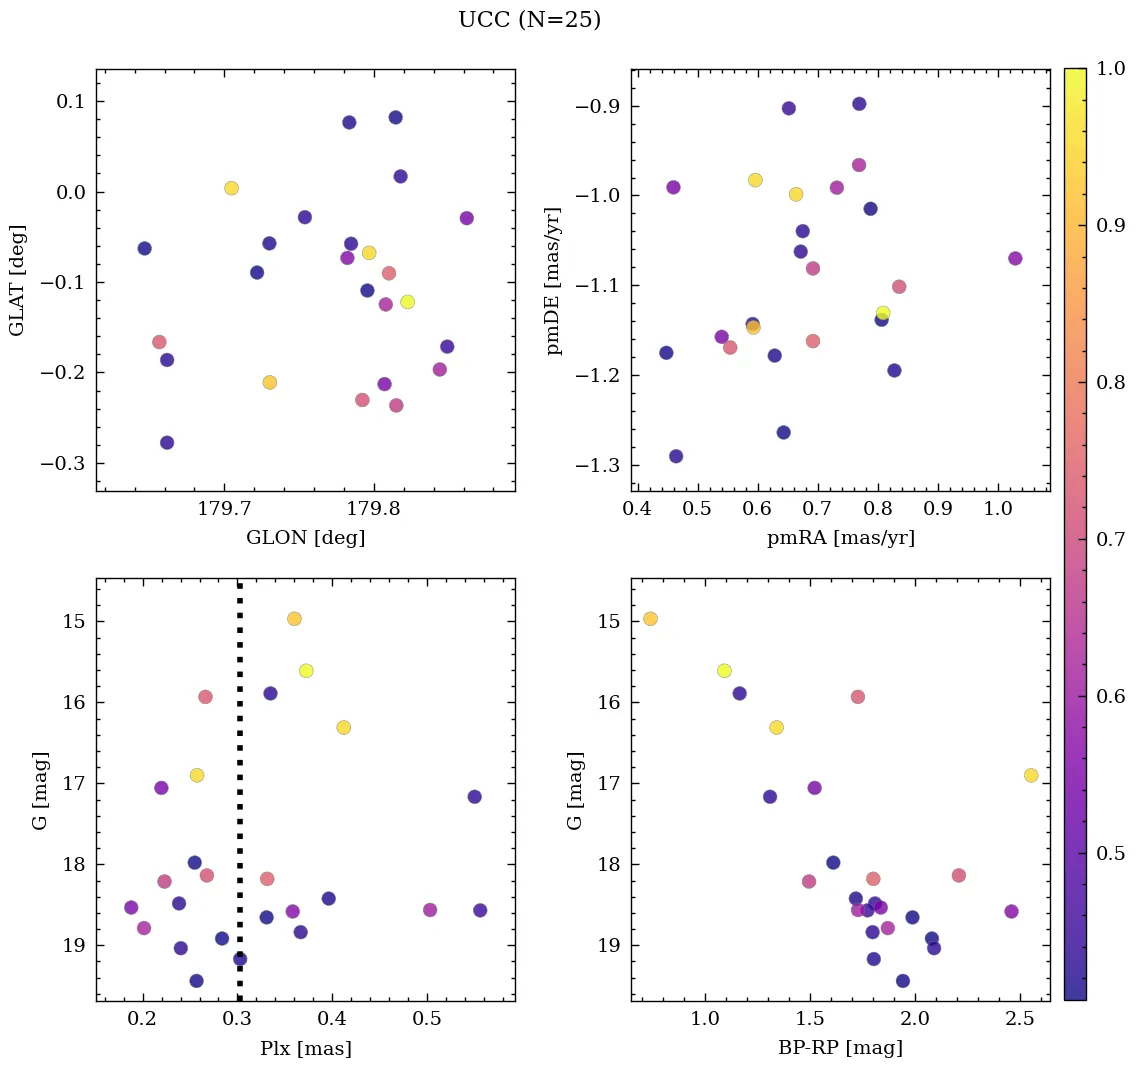 UCC (N=25)
0.1
0.0
−0.1
−0.2
−0.3
GLAT [deg]
179.7 179.8
GLON [deg]
−0.9
−1.0
−1.1
−1.2
−1.3
pmDE [mas/yr]
0.4 0.5 0.6 0.7 0.8 0.9 1.0
pmRA [mas/yr]
15
16
17
18
19
G [mag]
0.2 0.3 0.4 0.5
Plx [mas]
15
16
17
18
19
G [mag]
1.0 1.5 2.0 2.5
BP-RP [mag]
1.0
0.9
0.8
0.7
0.6
0.5